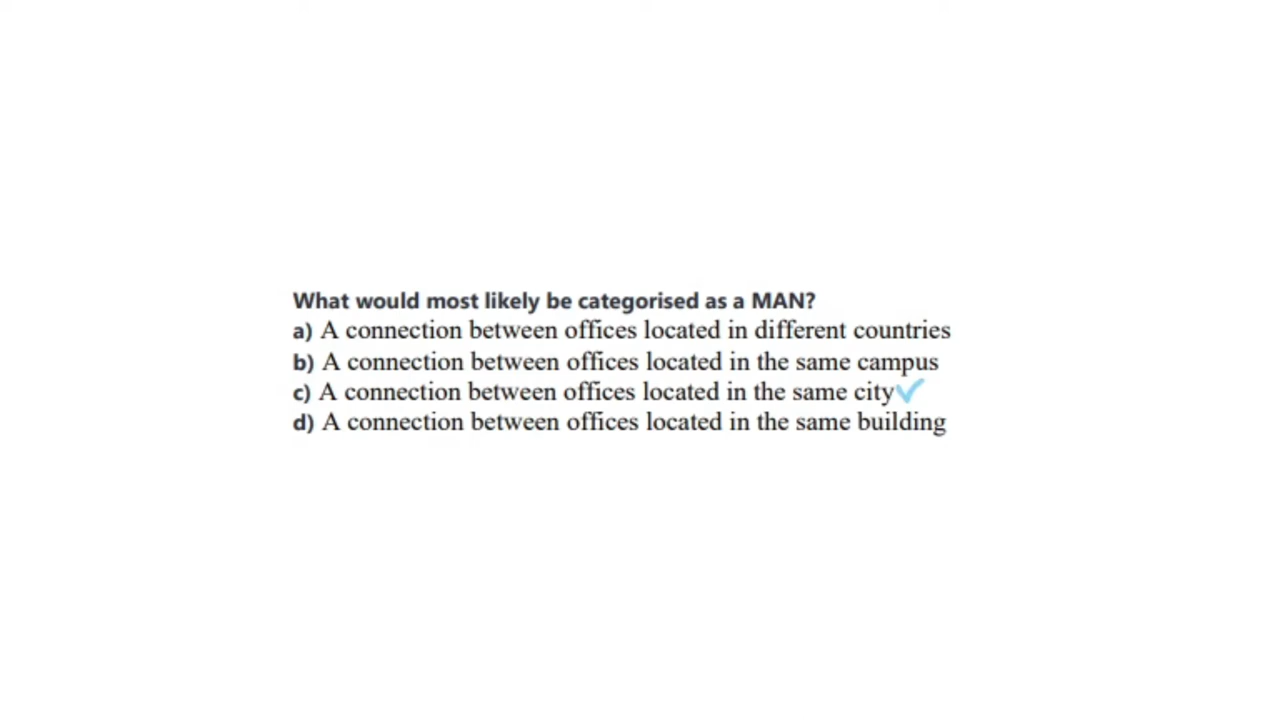 What would most likely be categorised as a MAN?
a) A connection between offices located in different countries
b) A connection between offices located in the same campus
c) A connection between offices located in the same city
d) A connection between offices located in the same building